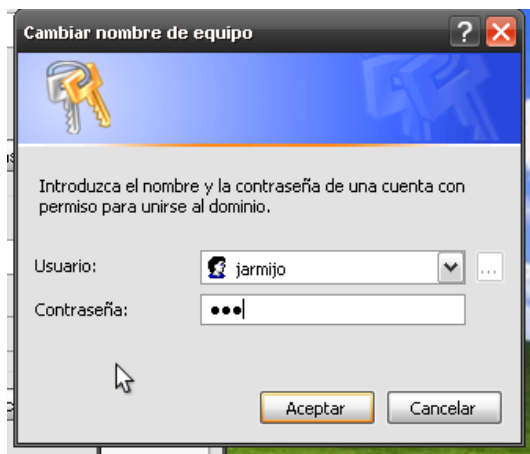 Cambiar nombre de equipo
Introduzca el nombre y la contraseña de una cuenta con
permiso para unirse al dominio.
Usuario: jarmijo ...
Contraseña: •••
Aceptar Cancelar